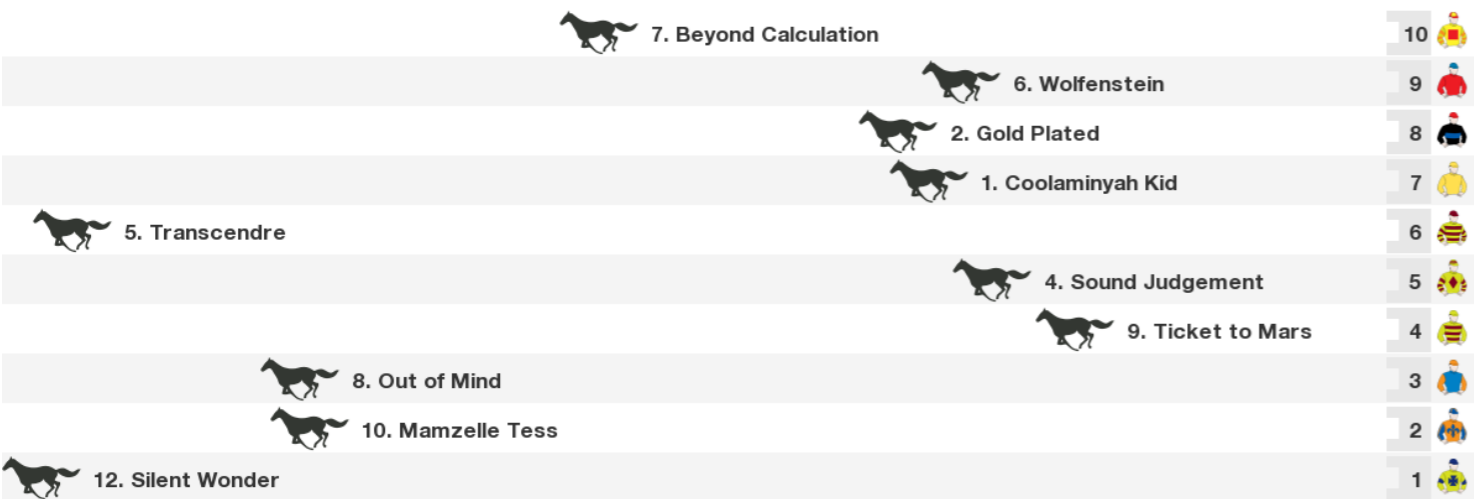 7. Beyond Calculation 10
6. Wolfenstein 9
2. Gold Plated 8
1. Coolaminyah Kid 7
5. Transcendre 6
4. Sound Judgement 5
9. Ticket to Mars 4
8. Out of Mind 3
10. Mamzelle Tess 2
12. Silent Wonder 1